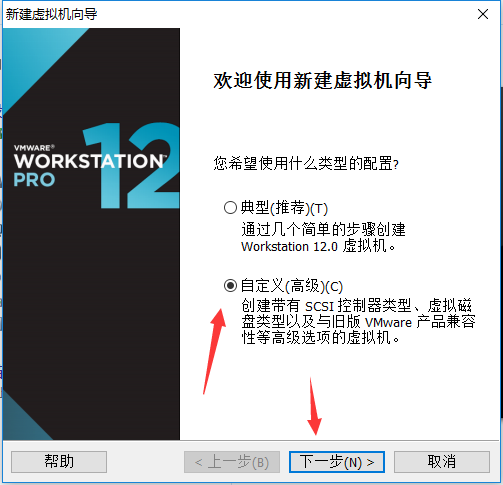 新建虚拟机向导
VMWARE®
WORKSTATION™
PRO
12
欢迎使用新建虚拟机向导
您希望使用什么类型的配置?
典型(推荐)(T)
通过几个简单的步骤创建
Workstation 12.0 虚拟机。
自定义(高级)(C)
创建带有 SCSI 控制器类型、虚拟磁
盘类型以及与旧版 VMware 产品兼容
性等高级选项的虚拟机。
帮助
< 上一步(B)
下一步(N) >
取消